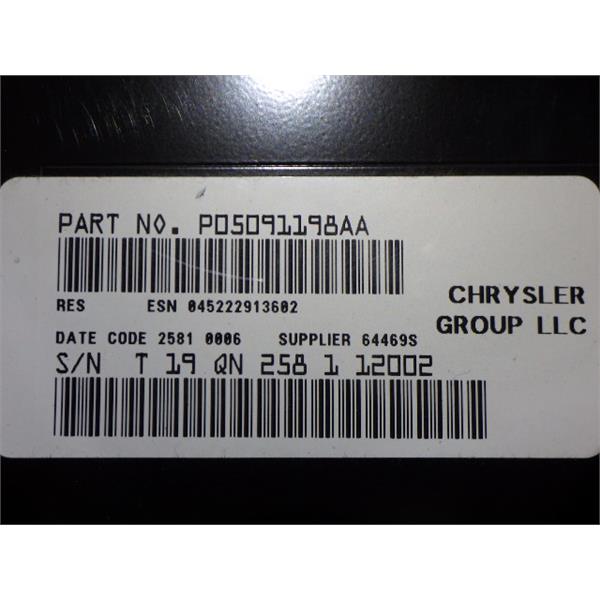 PART NO. P05091198AA
RES ESN 045222913602
CHRYSLER
GROUP LLC
DATE CODE 2581 0006 SUPPLIER 64469S
S/N T 19 QN 258 1 12002